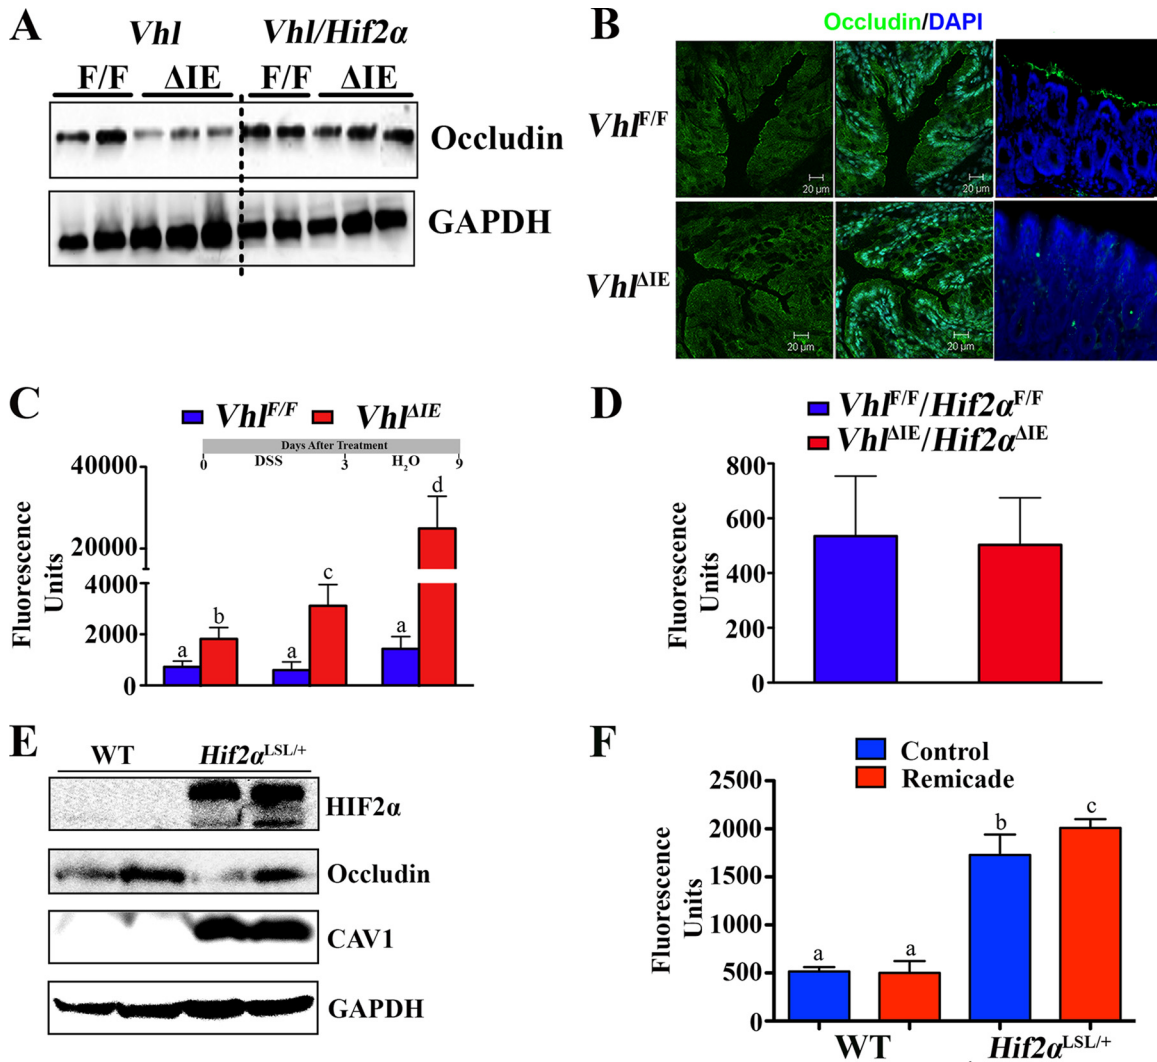 A
Vhl
Vhl/Hif2α
F/F
ΔIE
F/F
ΔIE
Occludin
GAPDH
B
Occludin/DAPI
Vhl^F/F
20 µm
20 µm
Vhl^ΔIE
20 µm
20 µm
C
Vhl^F/F
Vhl^ΔIE
Days After Treatment
0
DSS
3
H₂O
9
Fluorescence
Units
40000
20000
4000
2000
0
a
b
a
c
a
d
D
Vhl^F/F/Hif2α^F/F
Vhl^ΔIE/Hif2α^ΔIE
Fluorescence
Units
800
600
400
200
0
E
WT
Hif2α^LSL/+
HIF2α
Occludin
CAV1
GAPDH
F
Control
Remicade
Fluorescence
Units
2500
2000
1500
1000
500
0
a
a
b
c
WT
Hif2α^LSL/+